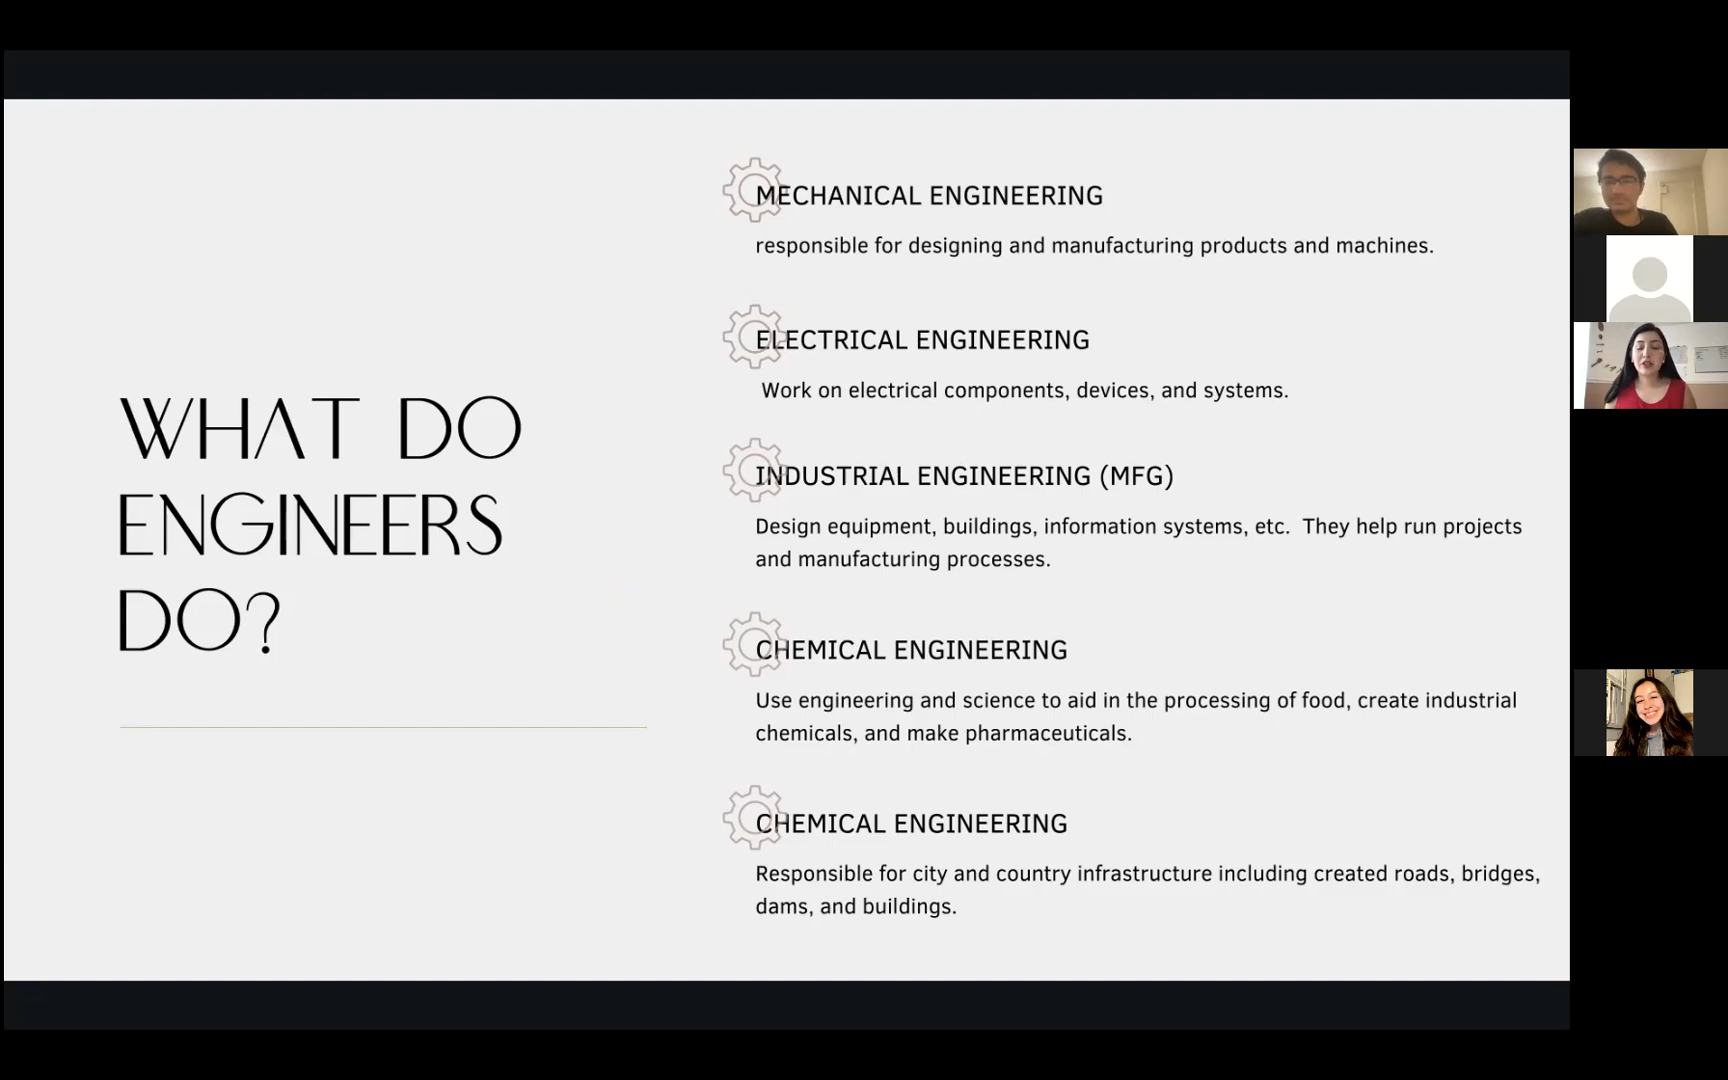 WHAT DO
ENGINEERS
DO?
MECHANICAL ENGINEERING
responsible for designing and manufacturing products and machines.
ELECTRICAL ENGINEERING
Work on electrical components, devices, and systems.
INDUSTRIAL ENGINEERING (MFG)
Design equipment, buildings, information systems, etc. They help run projects
and manufacturing processes.
CHEMICAL ENGINEERING
Use engineering and science to aid in the processing of food, create industrial
chemicals, and make pharmaceuticals.
CHEMICAL ENGINEERING
Responsible for city and country infrastructure including created roads, bridges,
dams, and buildings.